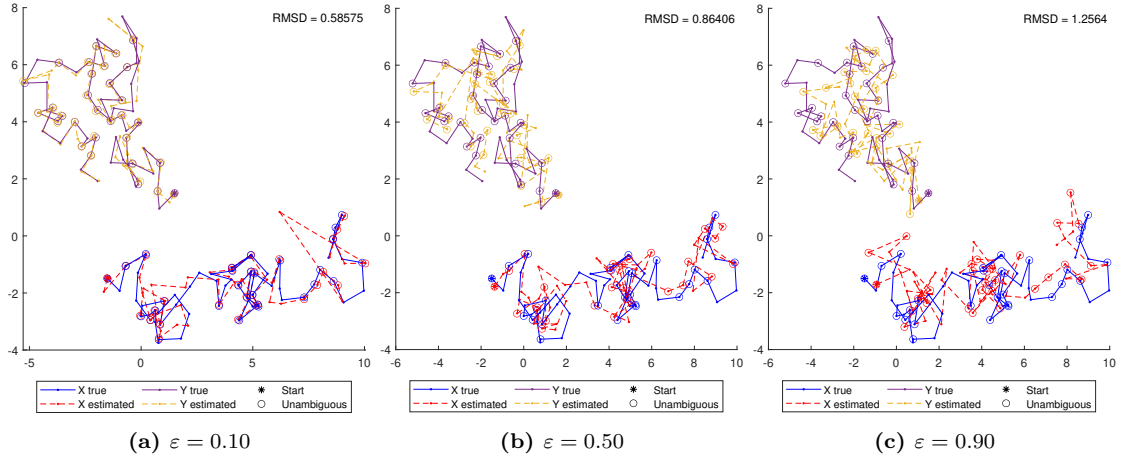 RMSD = 0.58575
8
6
4
2
0
-2
-4
-5
0
5
10
X true
Y true
Start
X estimated
Y estimated
Unambiguous
(a) ε = 0.10
RMSD = 0.86406
8
6
4
2
0
-2
-4
-6
-4
-2
0
2
4
6
8
10
X true
Y true
Start
X estimated
Y estimated
Unambiguous
(b) ε = 0.50
RMSD = 1.2564
8
6
4
2
0
-2
-4
-6
-4
-2
0
2
4
6
8
10
X true
Y true
Start
X estimated
Y estimated
Unambiguous
(c) ε = 0.90